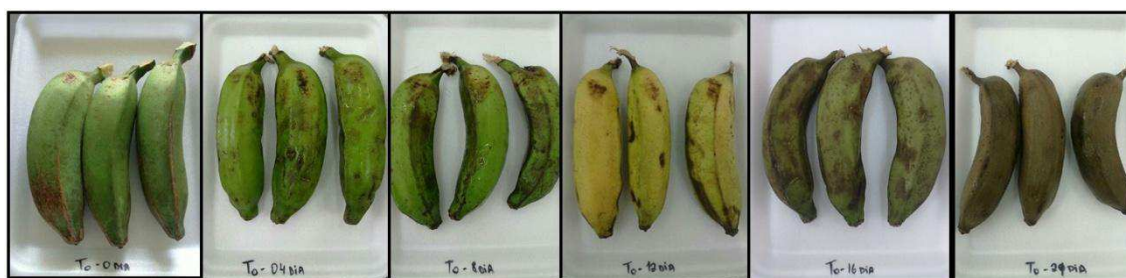 To - 0 DIA
To - 04 DIA
To - 8 DIA
To - 12 DIA
To - 16 DIA
To - 20 DIA